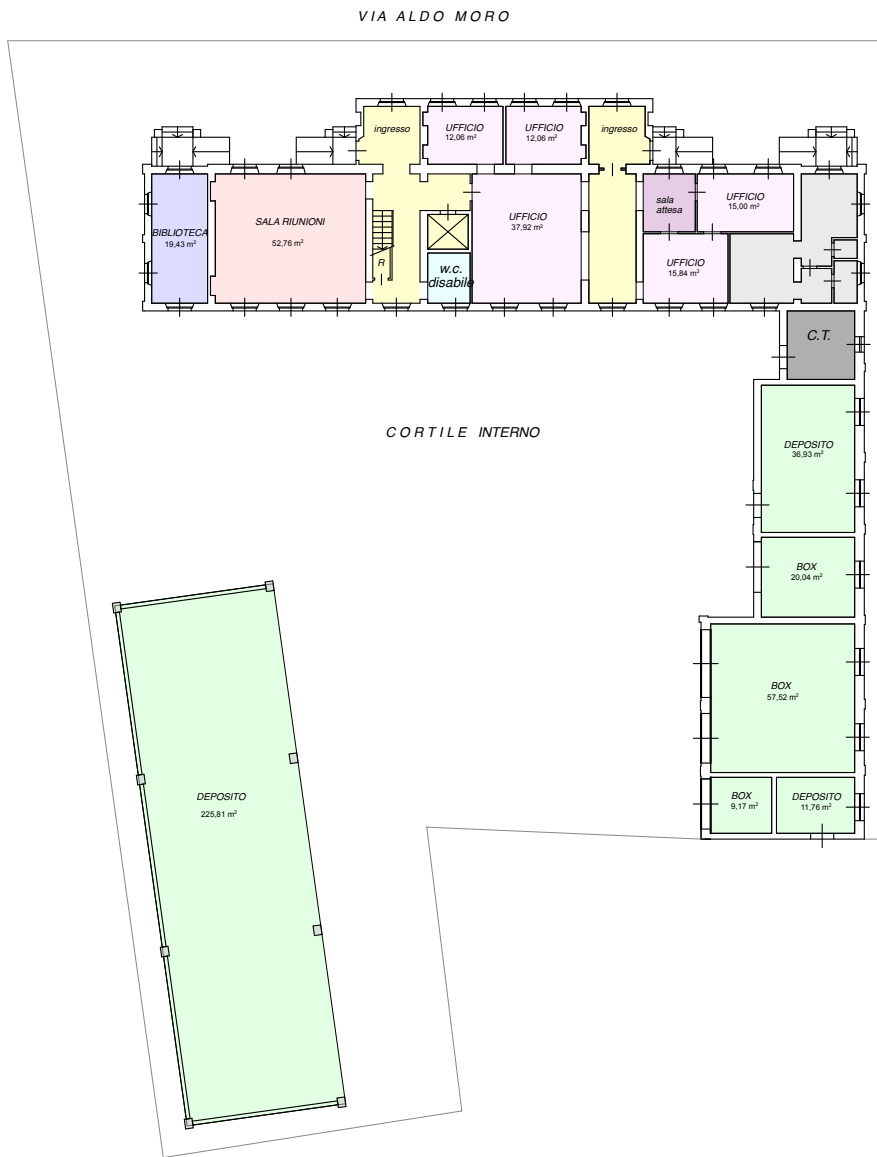 VIA ALDO MORO
ingresso
UFFICIO
12,06 m²
UFFICIO
12,06 m²
ingresso
BIBLIOTECA
19,43 m²
SALA RIUNIONI
52,76 m²
R
w.c.
disabile
UFFICIO
37,92 m²
sala
attesa
UFFICIO
15,00 m²
UFFICIO
15,84 m²
C.T.
CORTILE INTERNO
DEPOSITO
36,93 m²
BOX
20,04 m²
BOX
57,52 m²
DEPOSITO
225,81 m²
BOX
9,17 m²
DEPOSITO
11,76 m²